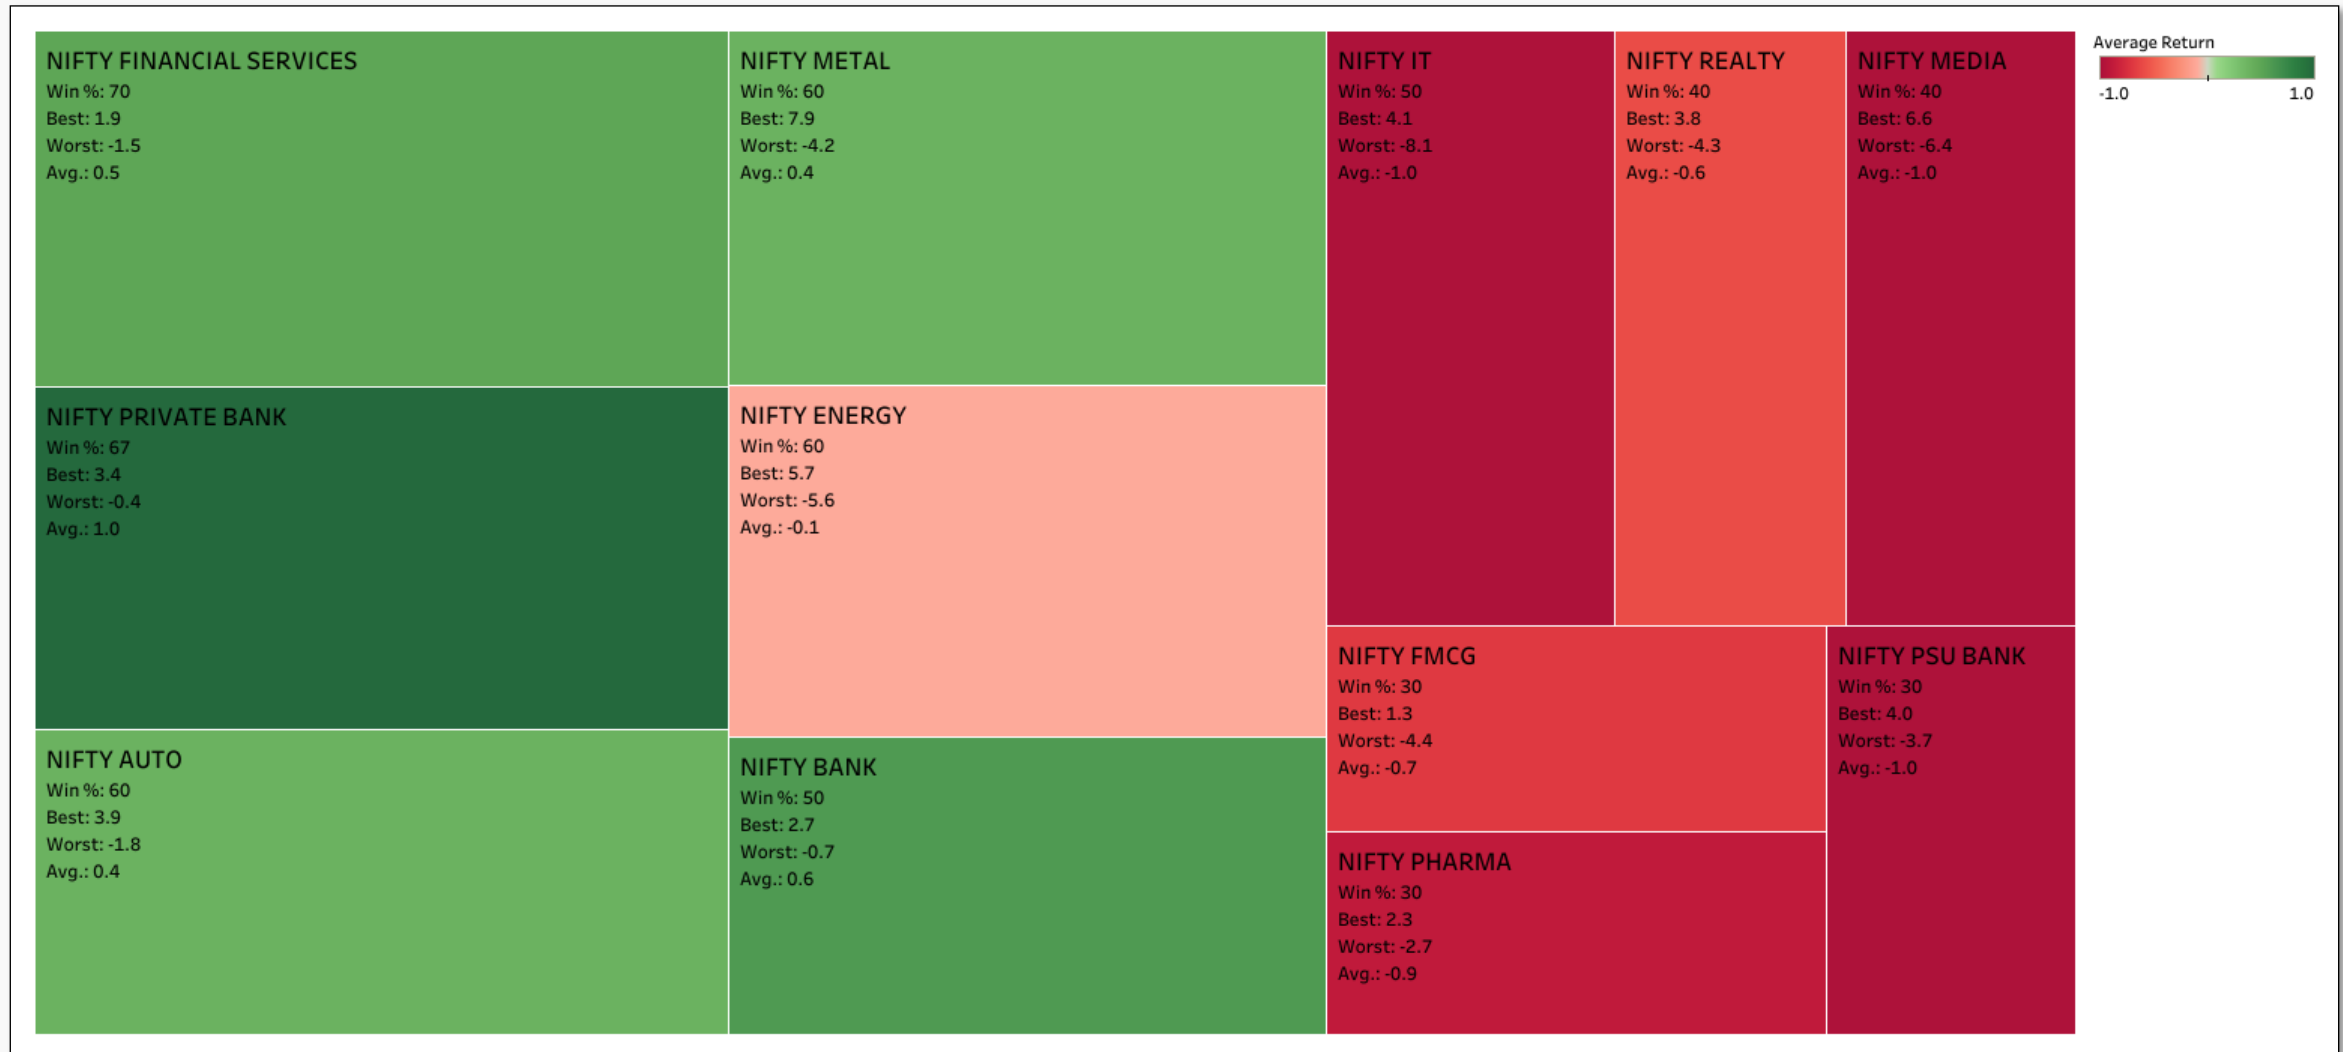 NIFTY FINANCIAL SERVICES
Win %: 70
Best: 1.9
Worst: -1.5
Avg.: 0.5
NIFTY PRIVATE BANK
Win %: 67
Best: 3.4
Worst: -0.4
Avg.: 1.0
NIFTY AUTO
Win %: 60
Best: 3.9
Worst: -1.8
Avg.: 0.4
NIFTY METAL
Win %: 60
Best: 7.9
Worst: -4.2
Avg.: 0.4
NIFTY ENERGY
Win %: 60
Best: 5.7
Worst: -5.6
Avg.: -0.1
NIFTY BANK
Win %: 50
Best: 2.7
Worst: -0.7
Avg.: 0.6
NIFTY IT
Win %: 50
Best: 4.1
Worst: -8.1
Avg.: -1.0
NIFTY REALTY
Win %: 40
Best: 3.8
Worst: -4.3
Avg.: -0.6
NIFTY MEDIA
Win %: 40
Best: 6.6
Worst: -6.4
Avg.: -1.0
NIFTY FMCG
Win %: 30
Best: 1.3
Worst: -4.4
Avg.: -0.7
NIFTY PHARMA
Win %: 30
Best: 2.3
Worst: -2.7
Avg.: -0.9
NIFTY PSU BANK
Win %: 30
Best: 4.0
Worst: -3.7
Avg.: -1.0
Average Return
-1.0 1.0